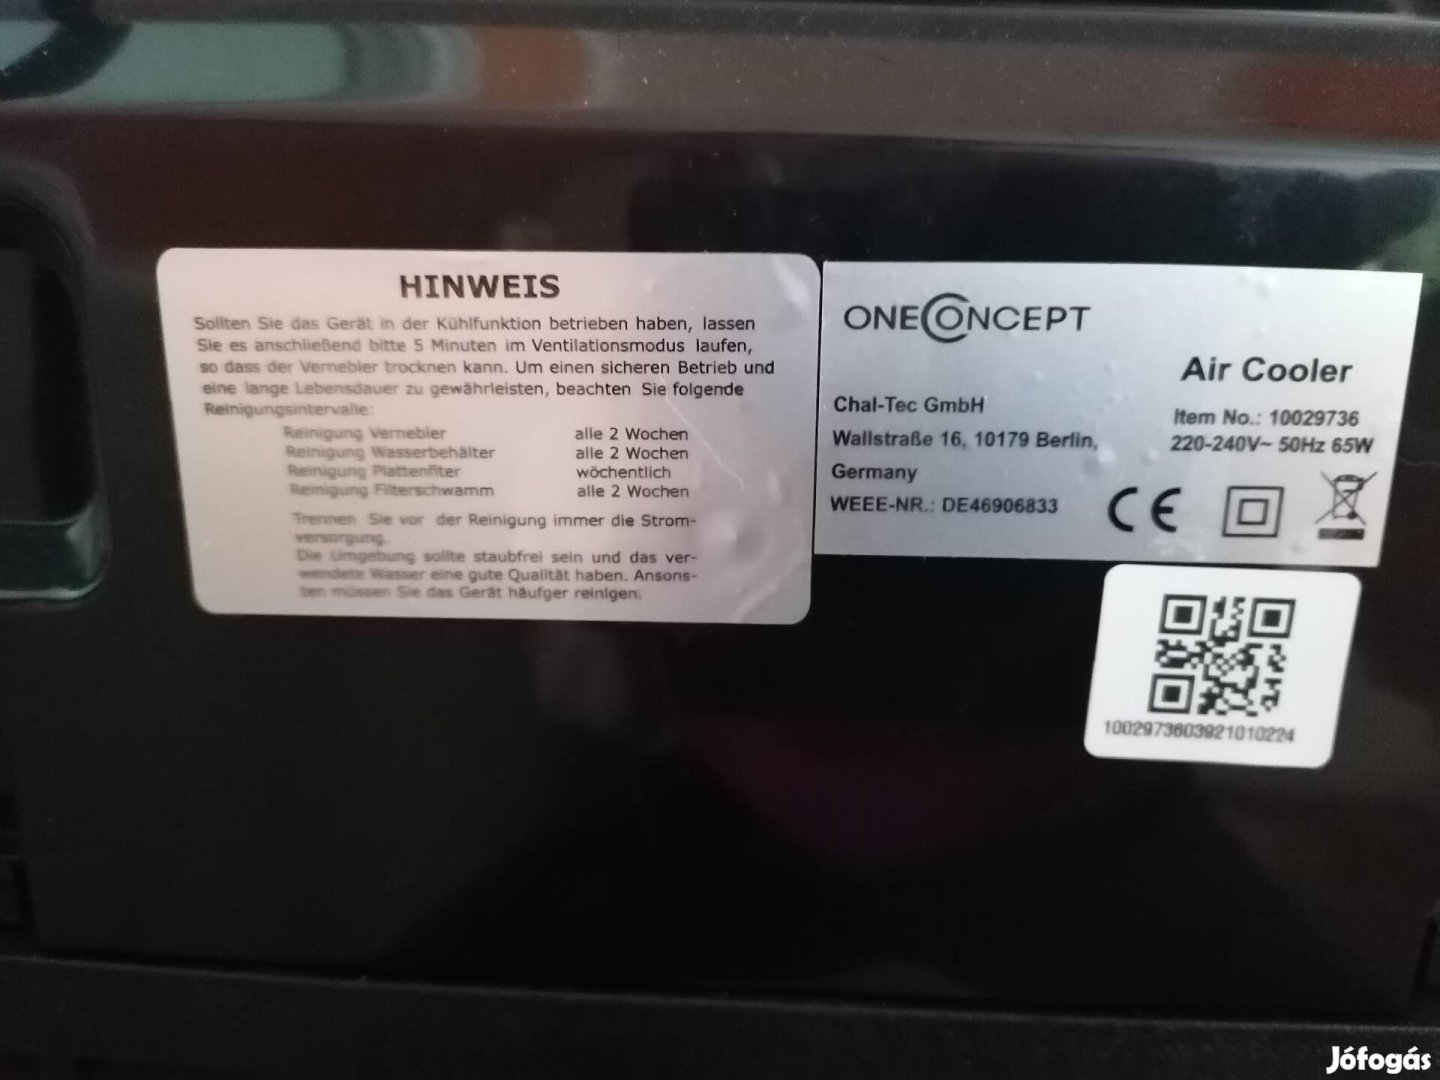 HINWEIS
Sollten Sie das Gerät in der Kühlfunktion betrieben haben, lassen
Sie es anschließend bitte 5 Minuten im Ventilationsmodus laufen,
so dass der Vernebler trocknen kann. Um einen sicheren Betrieb und
eine lange Lebensdauer zu gewährleisten, beachten Sie folgende
Reinigungsintervalle:
Reinigung Vernebler alle 2 Wochen
Reinigung Wasserbehälter alle 2 Wochen
Reinigung Plattenfiter wöchentlich
Reinigung Filterschwamm alle 2 Wochen
Trennen Sie vor der Reinigung immer die Strom-
versorgung.
Die Umgebung sollte staubfrei sein und das ver-
wendete Wasser eine gute Qualität haben. Ansons-
ten müssen Sie das Gerät häufger reinigen.
ONECONCEPT
Air Cooler
Chal-Tec GmbH
Wallstraße 16, 10179 Berlin,
Germany
WEEE-NR.: DE46906833
Item No.: 10029736
220-240V~ 50Hz 65W
CE
1002973603921010224
Jófogás